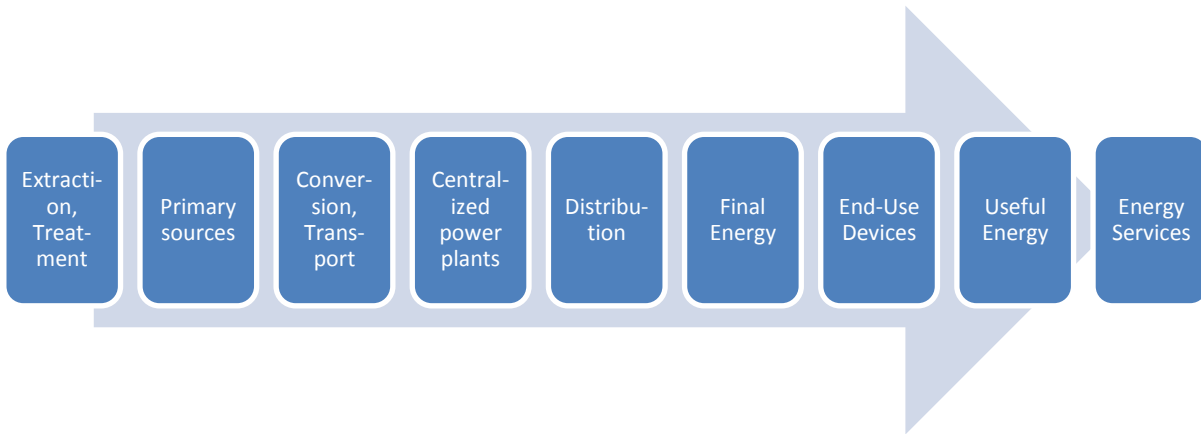 Extracti-
on,
Treat-
ment
Primary
sources
Conver-
sion,
Trans-
port
Central-
ized
power
plants
Distribu-
tion
Final
Energy
End-Use
Devices
Useful
Energy
Energy
Services